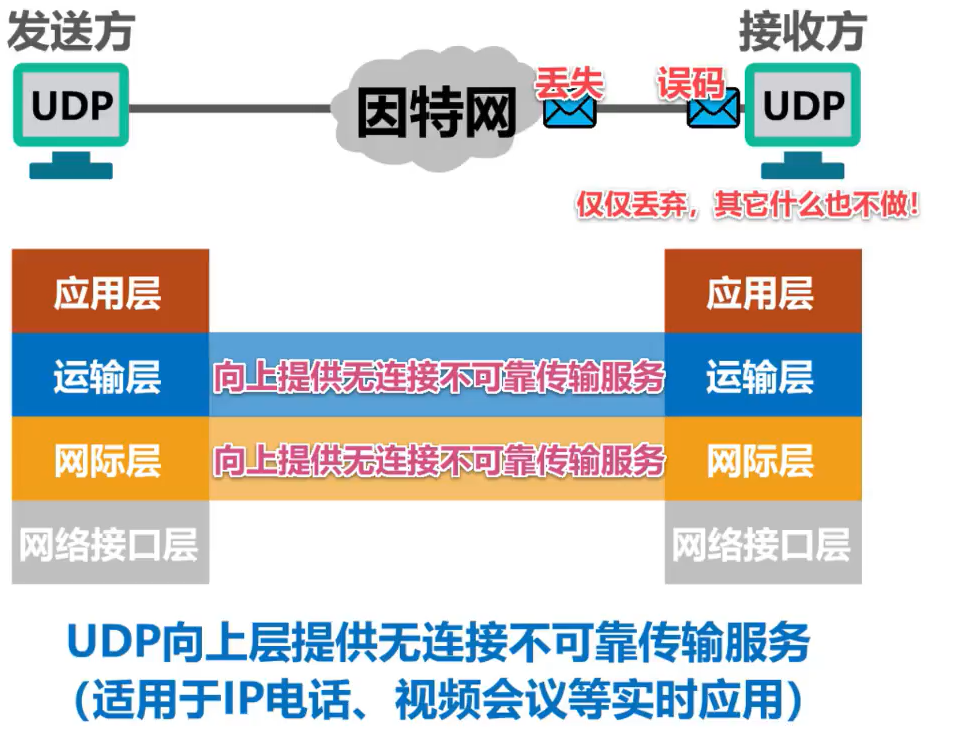 发送方
接收方
UDP
因特网
丢失
误码
UDP
仅仅丢弃，其它什么也不做！
应用层
应用层
运输层
向上提供无连接不可靠传输服务
运输层
网际层
向上提供无连接不可靠传输服务
网际层
网络接口层
网络接口层
UDP向上层提供无连接不可靠传输服务
（适用于IP电话、视频会议等实时应用）